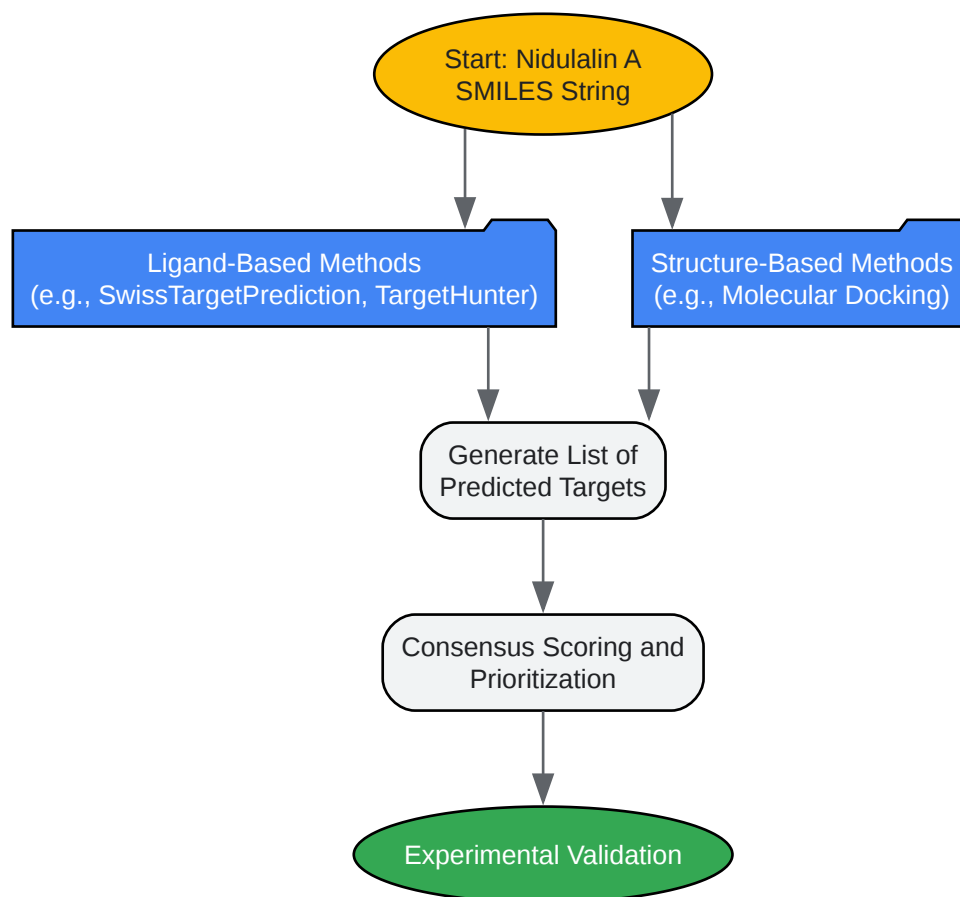 Start: Nidulalin A
SMILES String
Ligand-Based Methods
(e.g., SwissTargetPrediction, TargetHunter)
Structure-Based Methods
(e.g., Molecular Docking)
Generate List of
Predicted Targets
Consensus Scoring and
Prioritization
Experimental Validation